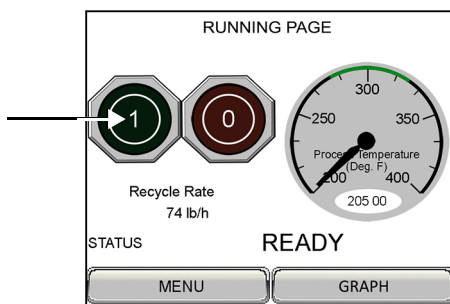 RUNNING PAGE
1 0
300
250 350
Process Temperature
(Deg. F)
200 400
205 00
Recycle Rate
74 lb/h
STATUS READY
MENU GRAPH